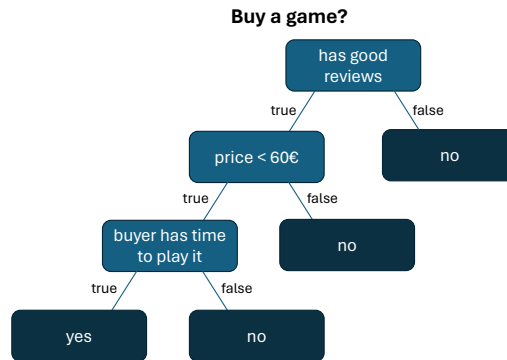 Buy a game?
has good
reviews
true
false
price < 60€
no
true
false
buyer has time
to play it
no
true
false
yes
no